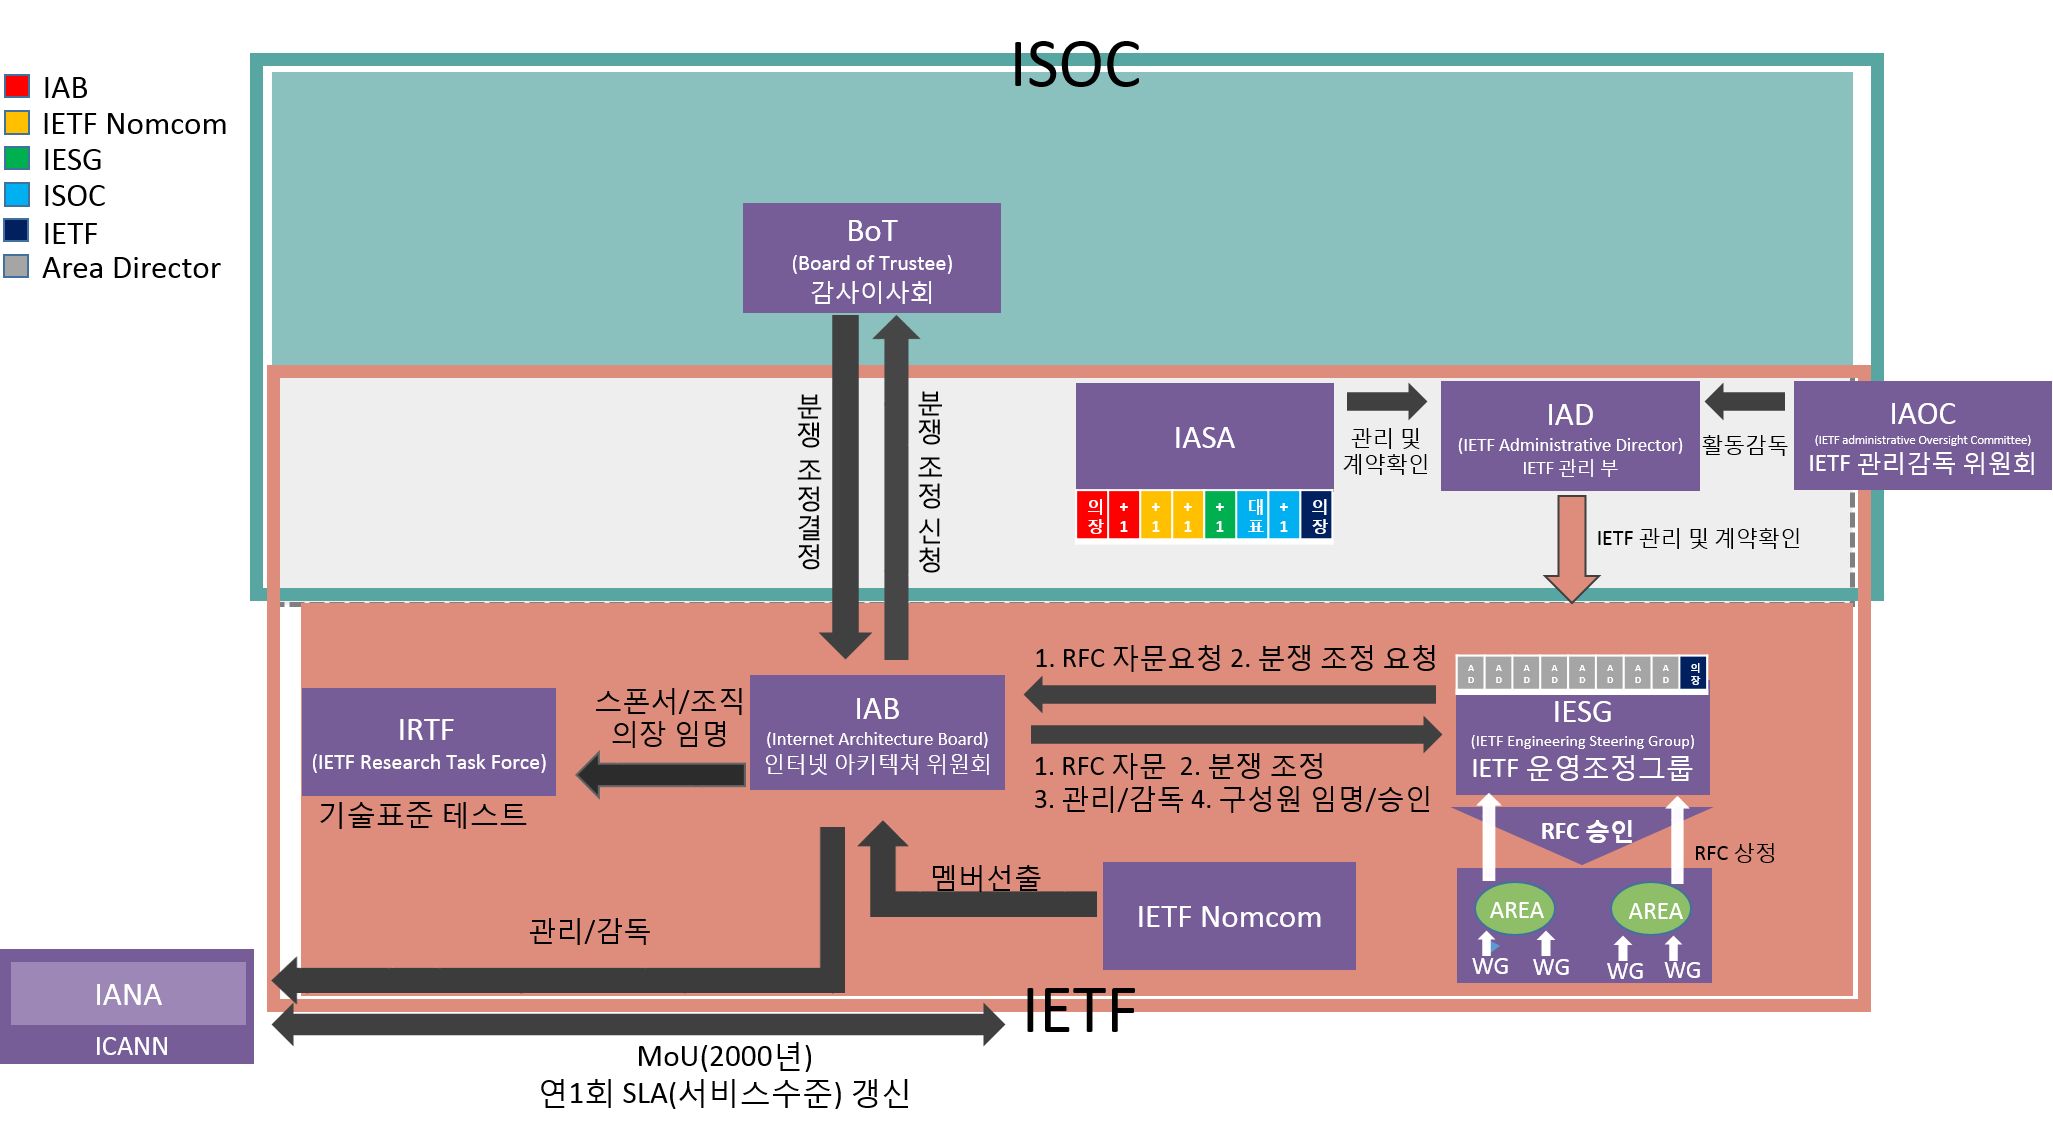 ISOC
IAB
IETF Nomcom
IESG
ISOC
IETF
Area Director
BoT
(Board of Trustee)
감사이사회
분쟁 조정결정
분쟁 조정 신청
IASA
의장 +1 +1 +1 +1 대표 +1 의장
관리 및
계약확인
IAD
(IETF Administrative Director)
IETF 관리 부
활동감독
IAOC
(IETF administrative Oversight Committee)
IETF 관리감독 위원회
IETF 관리 및 계약확인
1. RFC 자문요청 2. 분쟁 조정 요청
AD AD AD AD AD AD AD AD 의장
IESG
(IETF Engineering Steering Group)
IETF 운영조정그룹
스폰서/조직
의장 임명
IRTF
(IETF Research Task Force)
기술표준 테스트
IAB
(Internet Architecture Board)
인터넷 아키텍쳐 위원회
1. RFC 자문 2. 분쟁 조정
3. 관리/감독 4. 구성원 임명/승인
RFC 승인
RFC 상정
멤버선출
IETF Nomcom
AREA
AREA
WG
WG
WG
WG
관리/감독
IANA
ICANN
IETF
MoU(2000년)
연1회 SLA(서비스수준) 갱신